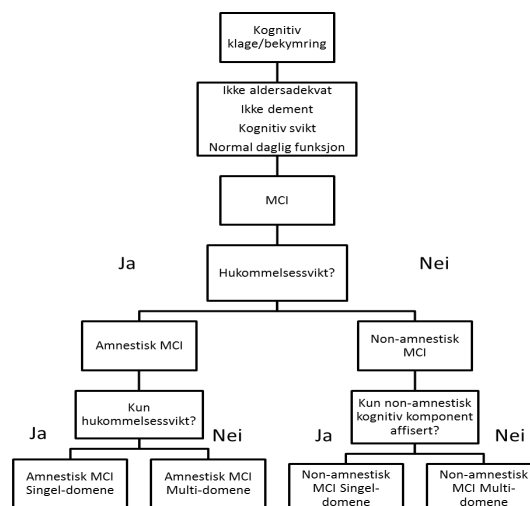 Kognitiv
klage/bekymring
Ikke aldersadekvat
Ikke dement
Kognitiv svikt
Normal daglig funksjon
MCI
Ja
Hukommelsessvikt?
Nei
Amnestisk MCI
Non-amnestisk
MCI
Kun
hukommelsessvikt?
Ja
Nei
Kun non-amnestisk
kognitiv komponent
affisert?
Ja
Nei
Amnestisk MCI
Singel-domene
Amnestisk MCI
Multi-domene
Non-amnestisk
MCI Singel-
domene
Non-amnestisk
MCI Multi-
domene